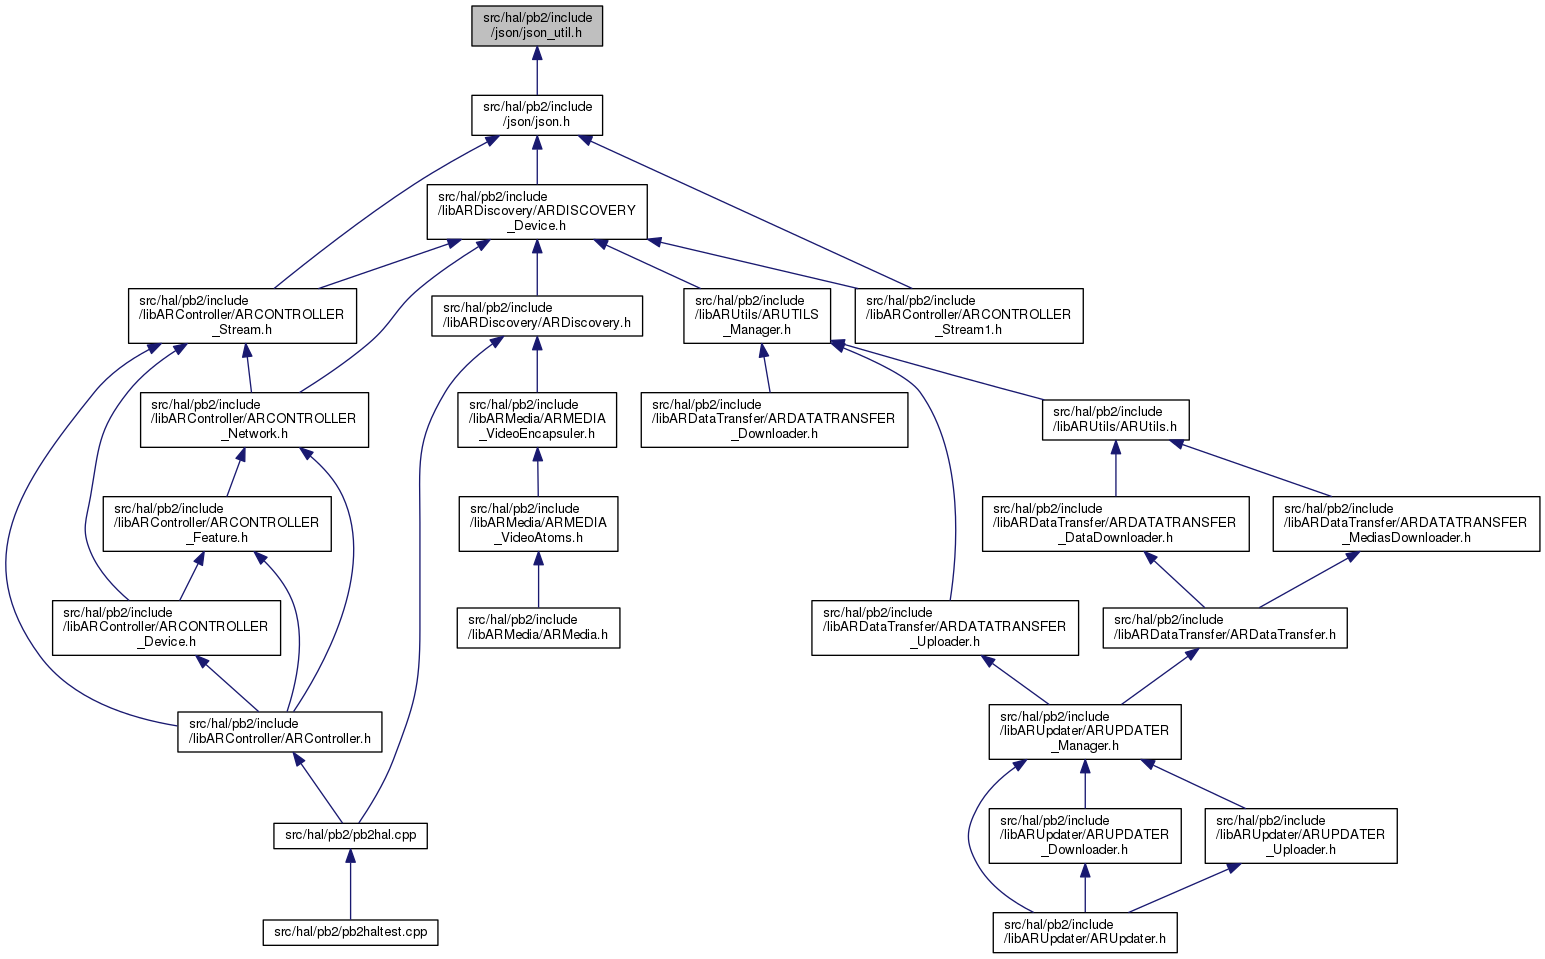 src/hal/pb2/include
/json/json_util.h
src/hal/pb2/include
/json/json.h
src/hal/pb2/include
/libARDiscovery/ARDISCOVERY
_Device.h
src/hal/pb2/include
/libARController/ARCONTROLLER
_Stream.h
src/hal/pb2/include
/libARDiscovery/ARDiscovery.h
src/hal/pb2/include
/libARUtils/ARUTILS
_Manager.h
src/hal/pb2/include
/libARController/ARCONTROLLER
_Stream1.h
src/hal/pb2/include
/libARController/ARCONTROLLER
_Network.h
src/hal/pb2/include
/libARMedia/ARMEDIA
_VideoEncapsuler.h
src/hal/pb2/include
/libARDataTransfer/ARDATATRANSFER
_Downloader.h
src/hal/pb2/include
/libARUtils/ARUtils.h
src/hal/pb2/include
/libARController/ARCONTROLLER
_Feature.h
src/hal/pb2/include
/libARMedia/ARMEDIA
_VideoAtoms.h
src/hal/pb2/include
/libARDataTransfer/ARDATATRANSFER
_DataDownloader.h
src/hal/pb2/include
/libARDataTransfer/ARDATATRANSFER
_MediasDownloader.h
src/hal/pb2/include
/libARController/ARCONTROLLER
_Device.h
src/hal/pb2/include
/libARMedia/ARMedia.h
src/hal/pb2/include
/libARDataTransfer/ARDATATRANSFER
_Uploader.h
src/hal/pb2/include
/libARDataTransfer/ARDataTransfer.h
src/hal/pb2/include
/libARController/ARController.h
src/hal/pb2/include
/libARUpdater/ARUPDATER
_Manager.h
src/hal/pb2/pb2hal.cpp
src/hal/pb2/include
/libARUpdater/ARUPDATER
_Downloader.h
src/hal/pb2/include
/libARUpdater/ARUPDATER
_Uploader.h
src/hal/pb2/pb2haltest.cpp
src/hal/pb2/include
/libARUpdater/ARUpdater.h